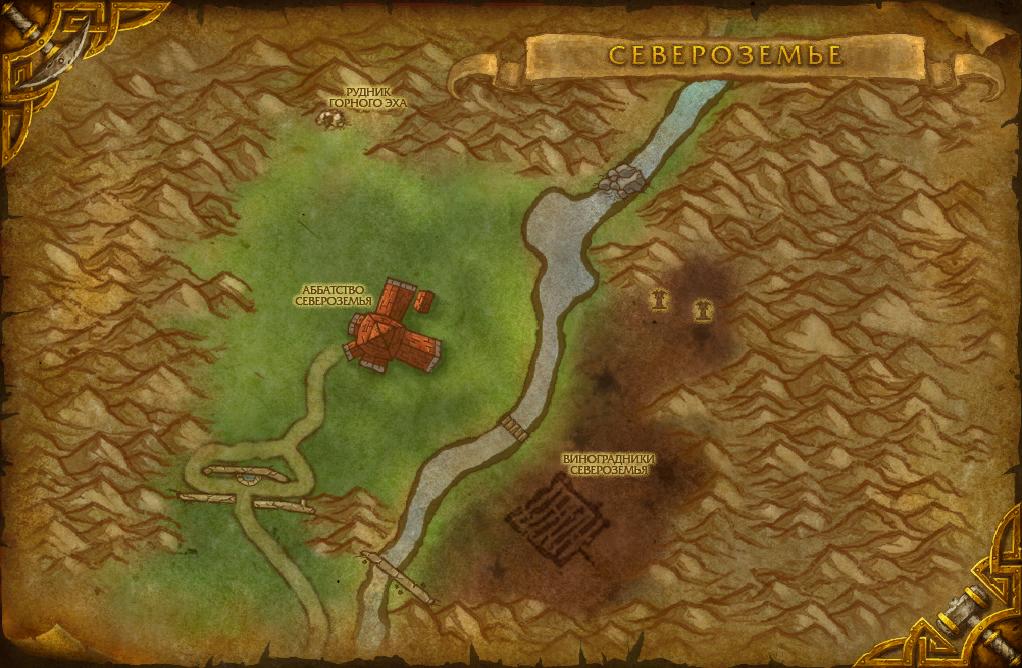 СЕВЕРОЗЕМЬЕ
РУДНИК
ГОРНОГО ЭХА
АББАТСТВО
СЕВЕРОЗЕМЬЯ
ВИНОГРАДНИКИ
СЕВЕРОЗЕМЬЯ